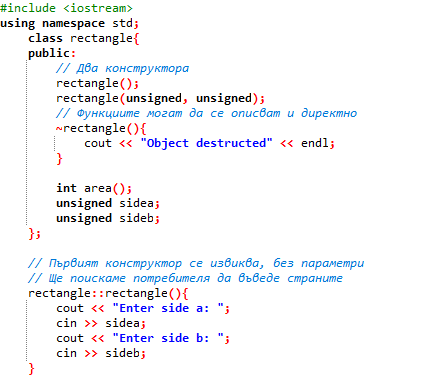 #include <iostream>
using namespace std;
class rectangle{
public:
// Два конструктора
rectangle();
rectangle(unsigned, unsigned);
// Функциите могат да се описват и директно
~rectangle(){
cout << "Object destructed" << endl;
}
int area();
unsigned sidea;
unsigned sideb;
};
// Първият конструктор се извиква, без параметри
// Ще поискаме потребителя да въведе страните
rectangle::rectangle(){
cout << "Enter side a: ";
cin >> sidea;
cout << "Enter side b: ";
cin >> sideb;
}